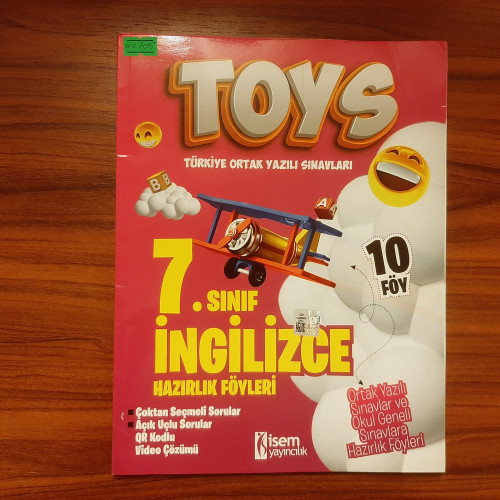 TOYS
TÜRKİYE ORTAK YAZILI SINAVLARI
B B
A
10
FÖY
7. SINIF
İNGİLİZCE
HAZIRLIK FÖYLERİ
Çoktan Seçmeli Sorular
Açık Uçlu Sorular
QR Kodlu
Video Çözümü
isem
yayıncılık
Ortak Yazılı
Sınavlar ve
Okul Geneli
Sınavlara
Hazırlık Föyleri